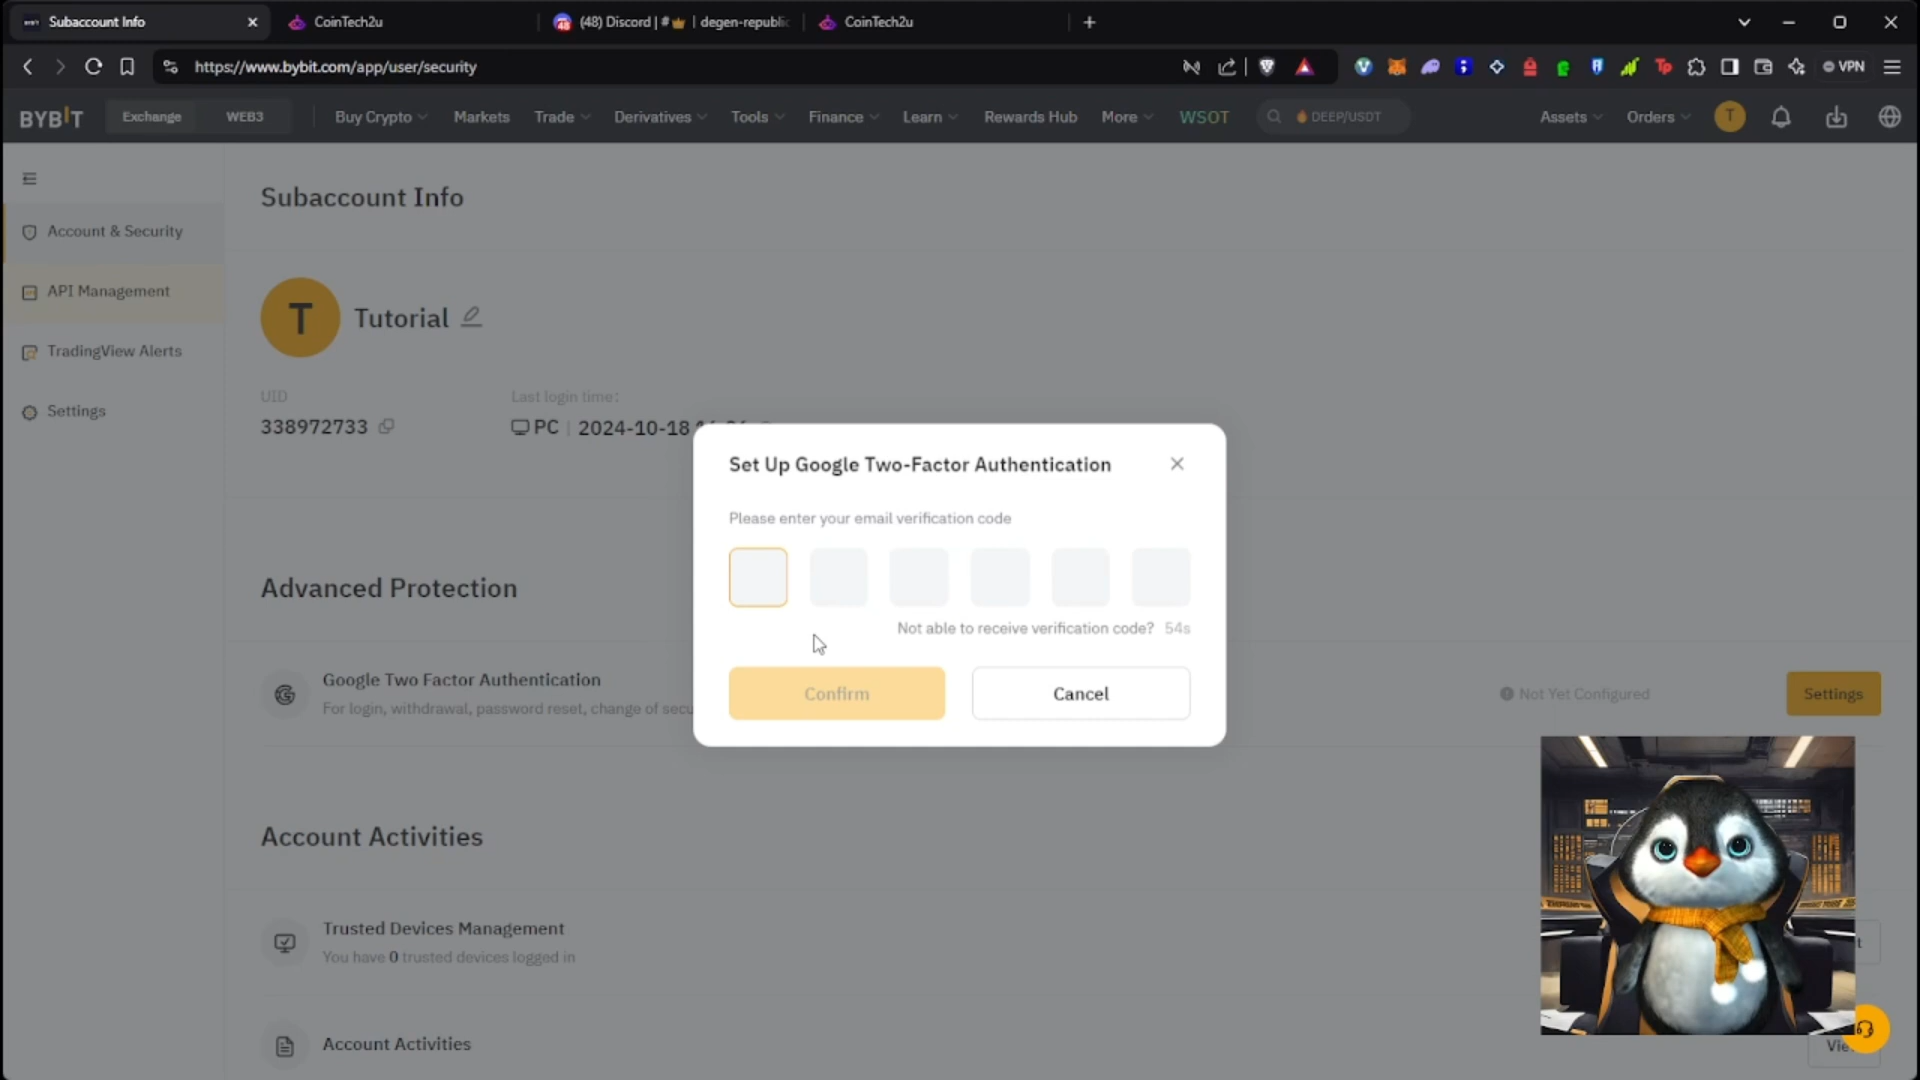 Subaccount Info
CoinTech2u
(48) Discord | #👑 | degen-republic
CoinTech2u
https://www.bybit.com/app/user/security
VPN
BYBIT
Exchange
WEB3
Buy Crypto
Markets
Trade
Derivatives
Tools
Finance
Learn
Rewards Hub
More
WSOT
DEEP/USDT
Assets
Orders
T
Subaccount Info
Account & Security
API Management
TradingView Alerts
Settings
T
Tutorial
UID
Last login time:
338972733
PC | 2024-10-18
Set Up Google Two-Factor Authentication
Please enter your email verification code
Not able to receive verification code? 54s
Confirm
Cancel
Advanced Protection
Google Two Factor Authentication
For login, withdrawal, password reset, change of secu
Not Yet Configured
Settings
Account Activities
Trusted Devices Management
You have 0 trusted devices logged in
Account Activities
Vie